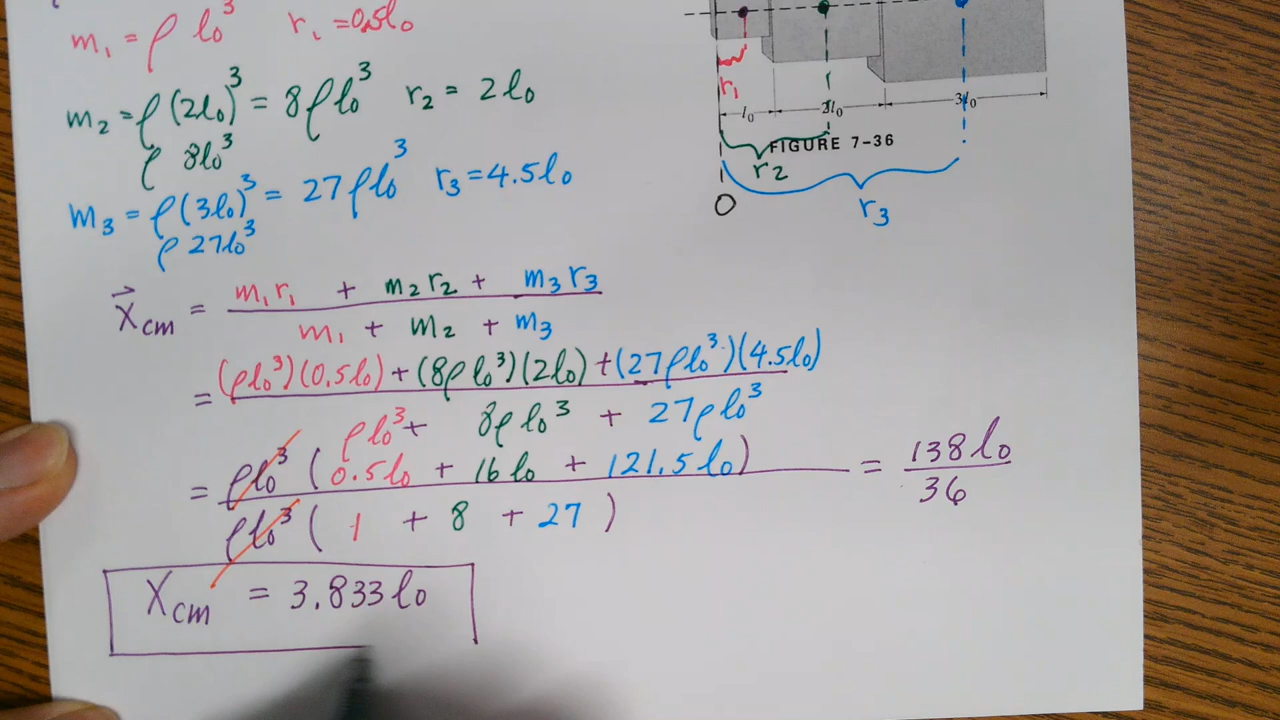 m₁ = ρ l₀³ r₁ = 0.5l₀
m₂ = ρ(2l₀)³ = 8ρl₀³ r₂ = 2l₀
ρ 8l₀³
m₃ = ρ(3l₀)³ = 27ρl₀³ r₃ = 4.5l₀
ρ 27l₀³
r₁
l₀ 2l₀ 3l₀
FIGURE 7-36
r₂
r₃
O
x⃗cm = (m₁r₁ + m₂r₂ + m₃r₃) / (m₁ + m₂ + m₃)
= ((ρl₀³)(0.5l₀) + (8ρl₀³)(2l₀) + (27ρl₀³)(4.5l₀)) / (ρl₀³ + 8ρl₀³ + 27ρl₀³)
= ρl₀³ (0.5l₀ + 16l₀ + 121.5l₀) / ρl₀³ (1 + 8 + 27) = 138l₀ / 36
Xcm = 3.833l₀